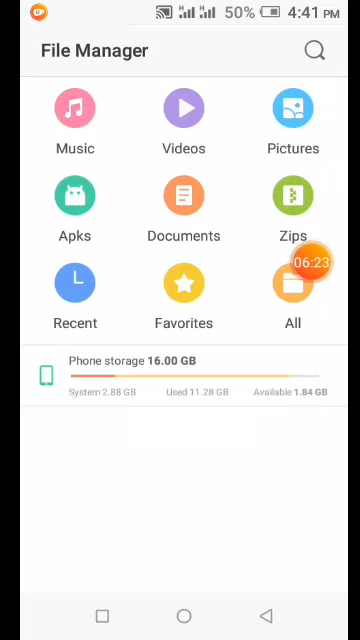 50% 4:41 PM
File Manager
Music Videos Pictures
Apks Documents Zips
06:23
Recent Favorites All
Phone storage 16.00 GB
System 2.88 GB Used 11.28 GB Available 1.84 GB